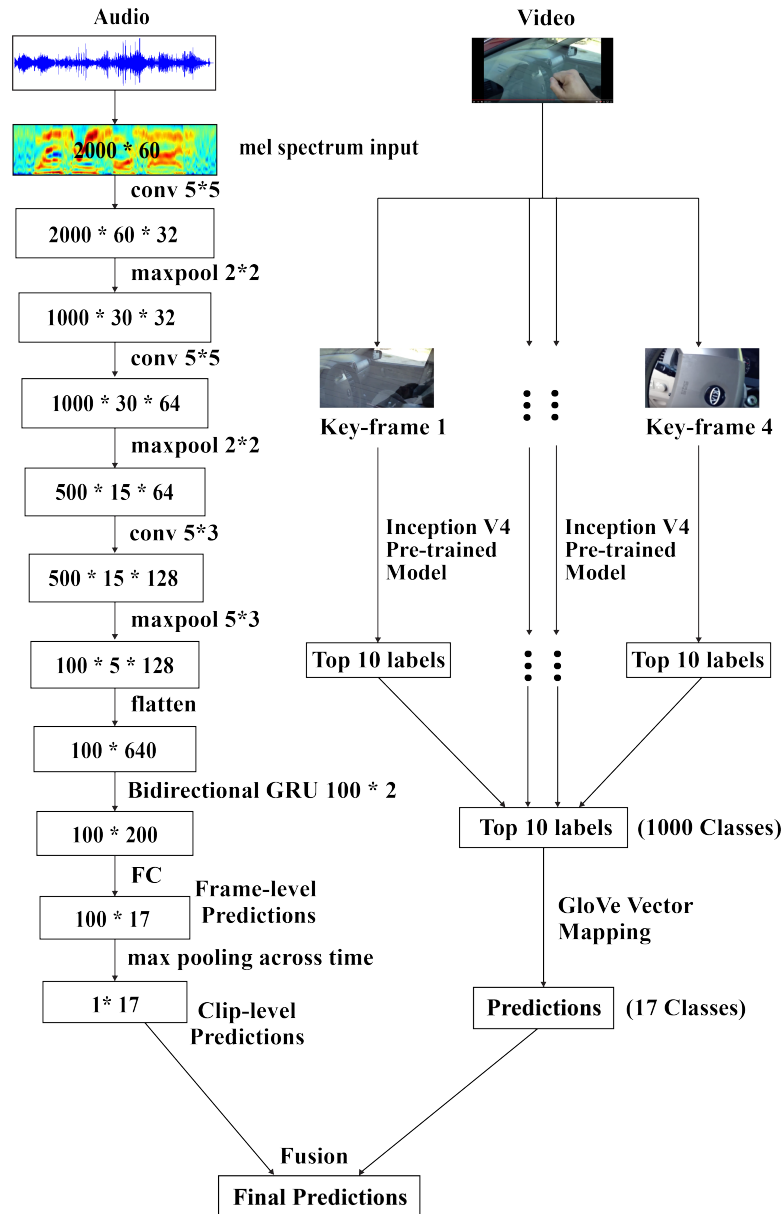 Audio
2000 * 60
mel spectrum input
conv 5*5
2000 * 60 * 32
maxpool 2*2
1000 * 30 * 32
conv 5*5
1000 * 30 * 64
maxpool 2*2
500 * 15 * 64
conv 5*3
500 * 15 * 128
maxpool 5*3
100 * 5 * 128
flatten
100 * 640
Bidirectional GRU 100 * 2
100 * 200
FC
Frame-level
Predictions
100 * 17
max pooling across time
1* 17
Clip-level
Predictions
Video
Key-frame 1
Key-frame 4
KIA
Inception V4
Pre-trained
Model
Inception V4
Pre-trained
Model
Top 10 labels
Top 10 labels
Top 10 labels
(1000 Classes)
GloVe Vector
Mapping
Predictions
(17 Classes)
Fusion
Final Predictions